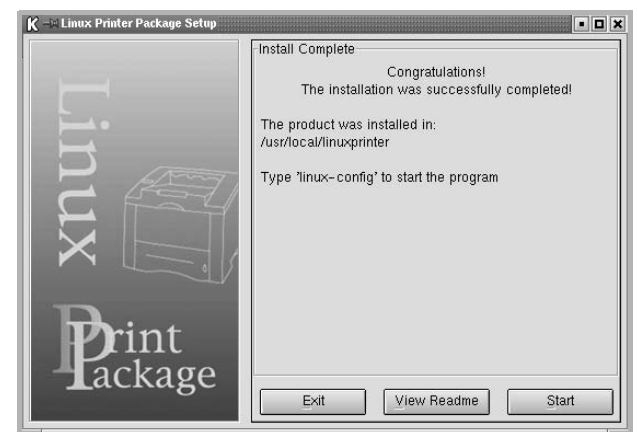 Linux Printer Package Setup
Linux
Print
Package
Install Complete
Congratulations!
The installation was successfully completed!
The product was installed in:
/usr/local/linuxprinter
Type 'linux-config' to start the program
Exit
View Readme
Start